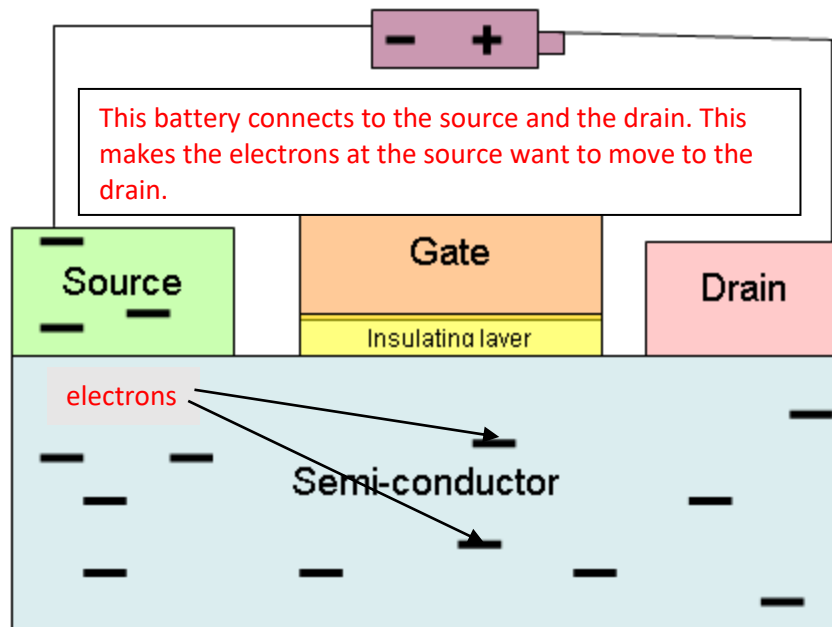 − +
This battery connects to the source and the drain. This
makes the electrons at the source want to move to the
drain.
Gate
Source
Drain
Insulating layer
electrons
Semi-conductor